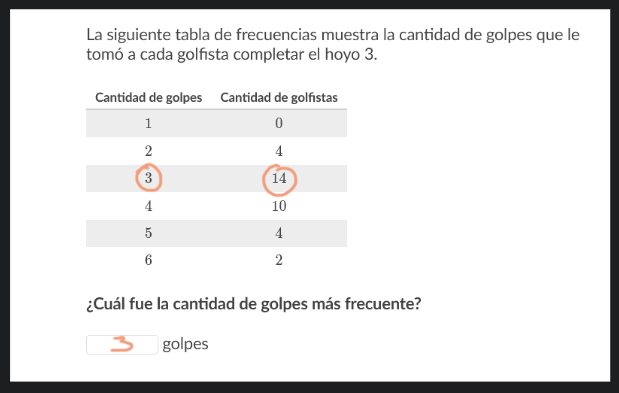 La siguiente tabla de frecuencias muestra la cantidad de golpes que le
tomó a cada golfista completar el hoyo 3.
Cantidad de golpes Cantidad de golfistas
1 0
2 4
3 14
4 10
5 4
6 2
¿Cuál fue la cantidad de golpes más frecuente?
3 golpes